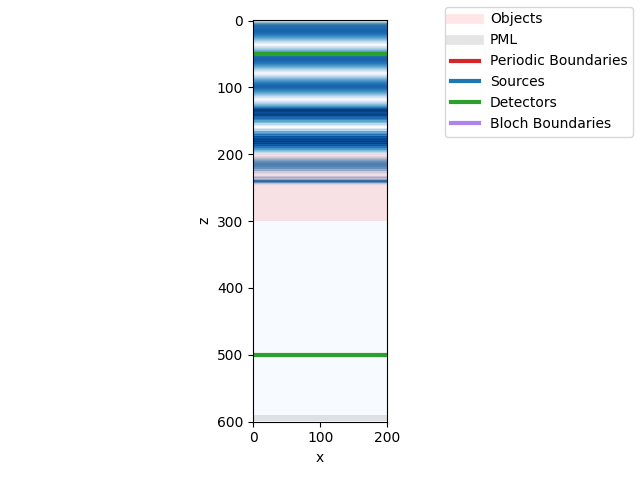 Objects
PML
Periodic Boundaries
Sources
Detectors
Bloch Boundaries
0
100
200
300
400
500
600
z
0 100 200
x